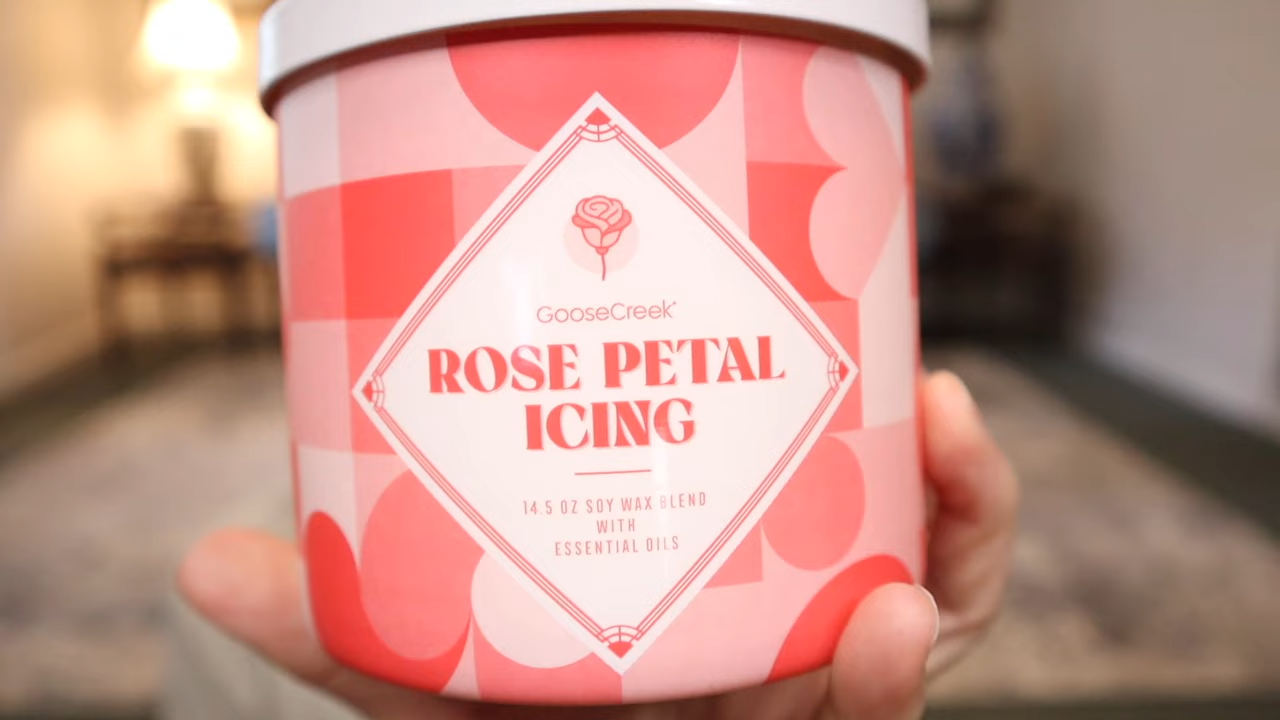 GooseCreek
ROSE PETAL
ICING
14.5 OZ SOY WAX BLEND
WITH
ESSENTIAL OILS